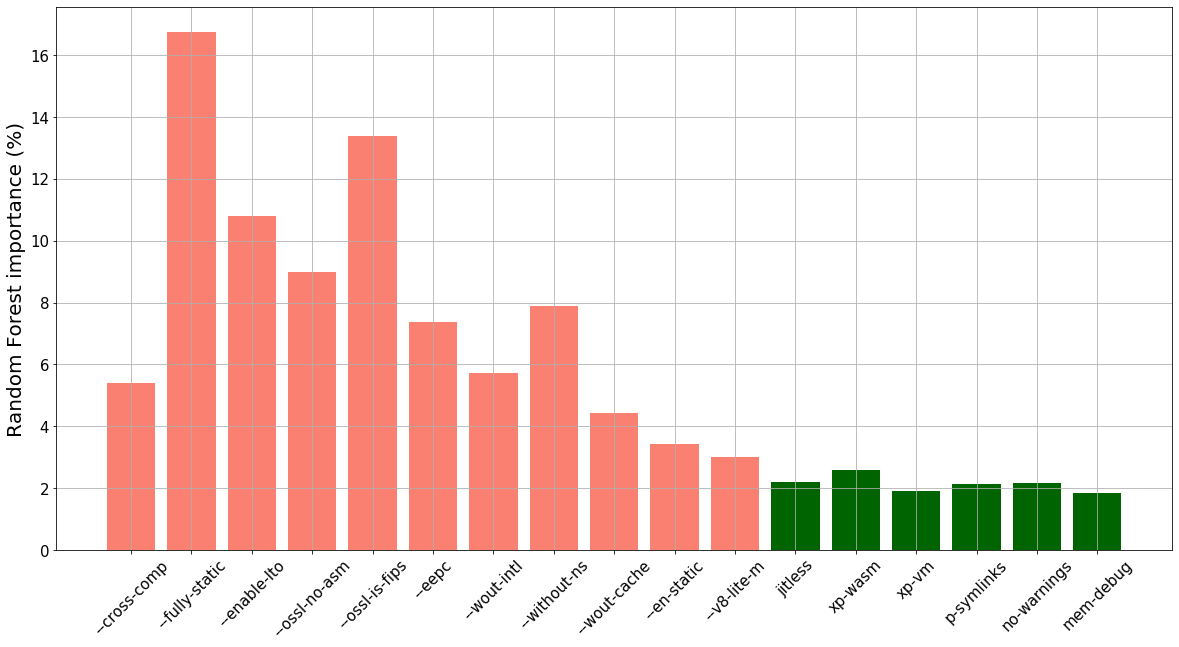 Random Forest importance (%)
16
14
12
10
8
6
4
2
0
--cross-comp
--fully-static
--enable-lto
--ossl-no-asm
--ossl-is-fips
--eepc
--wout-intl
--without-ns
--wout-cache
--en-static
--v8-lite-m
jitless
xp-wasm
xp-vm
p-symlinks
no-warnings
mem-debug